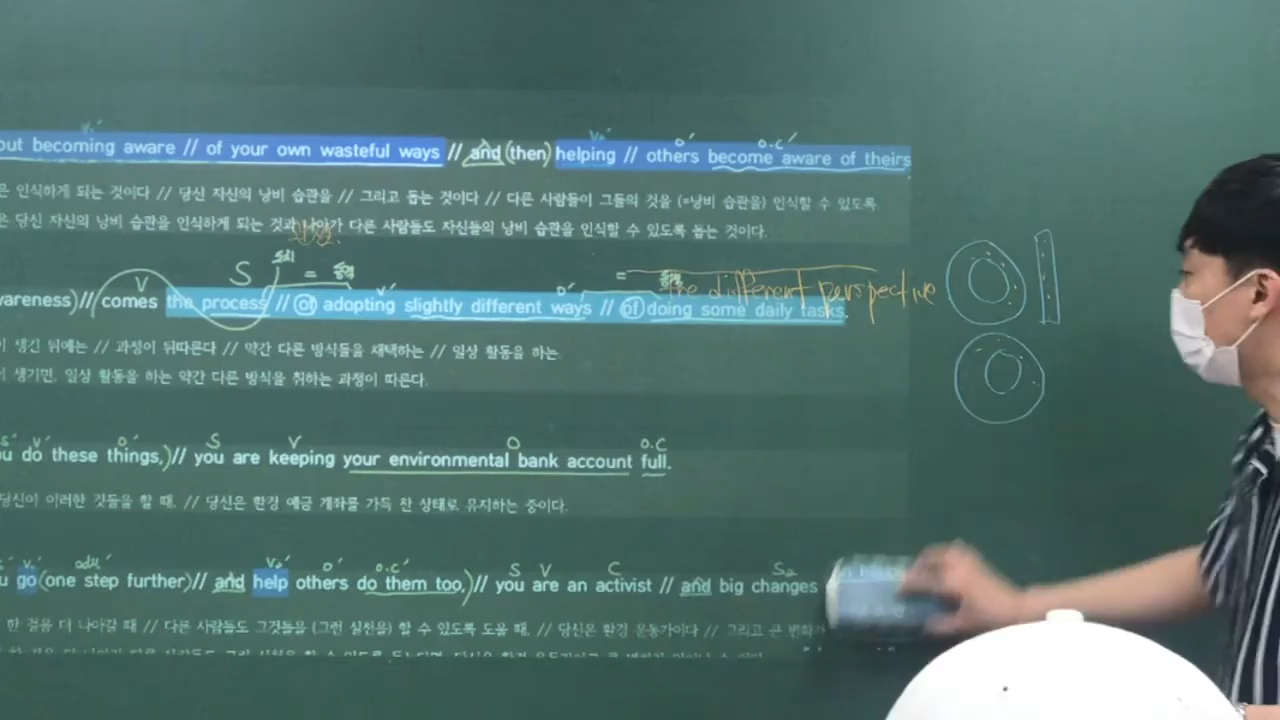 out becoming aware // of your own wasteful ways // and (then) helping // others become aware of theirs
은 인식하게 되는 것이다 // 당신 자신의 낭비 습관을 // 그리고 돕는 것이다 // 다른 사람들이 그들의 것을 (=낭비 습관을) 인식할 수 있도록.
은 당신 자신의 낭비 습관을 인식하게 되는 것과 나아가 다른 사람들도 자신들의 낭비 습관을 인식할 수 있도록 돕는 것이다.
S = 동격 = 동격
V V' O' the different perspective
wareness)// comes the process // of adopting slightly different ways // of doing some daily tasks.
이 생긴 뒤에는 // 과정이 뒤따른다 // 약간 다른 방식들을 채택하는 // 일상 활동을 하는.
이 생기면, 일상 활동을 하는 약간 다른 방식을 취하는 과정이 따른다.
S' V' O' S V O O.C
u do these things,)// you are keeping your environmental bank account full.
당신이 이러한 것들을 할 때, // 당신은 환경 예금 계좌를 가득 찬 상태로 유지하는 중이다.
V₁' adv' V₂' O' O.C' S V C S₂
u go (one step further)// and help others do them too,)// you are an activist // and big changes
한 걸음 더 나아갈 때 // 다른 사람들도 그것들을 (그런 실천을) 할 수 있도록 도울 때, // 당신은 환경 운동가이다 // 그리고 큰 변화가